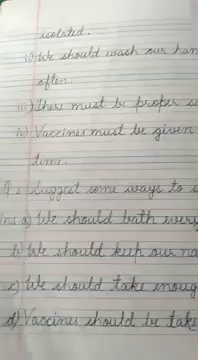 isolated.
ii) We should wash our han
often.
iii) There must be proper
iv) Vaccines must be given
time.
Suggest some ways to s
Ans a) We should bath every
b) We should keep our na
c) We should take enoug
d) Vaccines should be take